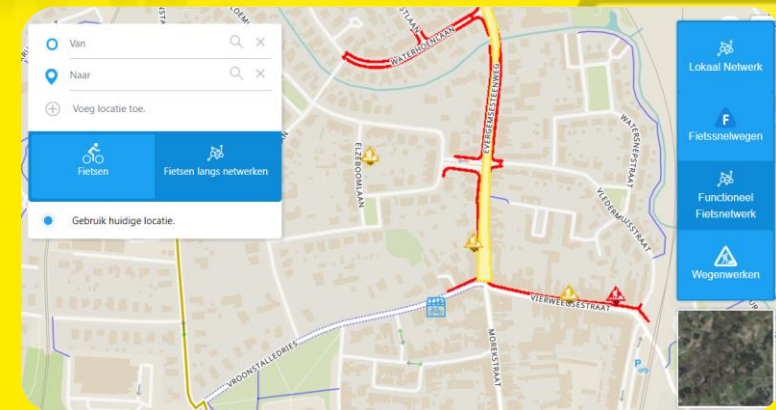 Van
Naar
Voeg locatie toe.
Fietsen
Fietsen langs netwerken
Gebruik huidige locatie.
WATERHOENLAAN
EVERGEMSESTEENWEG
ELZEBOOMLAAN
WATERSNEPSTRAAT
VLEDERMUISSTRAAT
VIERWEEGSESTRAAT
VROONSTALLEDRIES
MOREKSTRAAT
P
Lokaal Netwerk
F
Fietssnelwegen
Functioneel
Fietsnetwerk
Wegenwerken